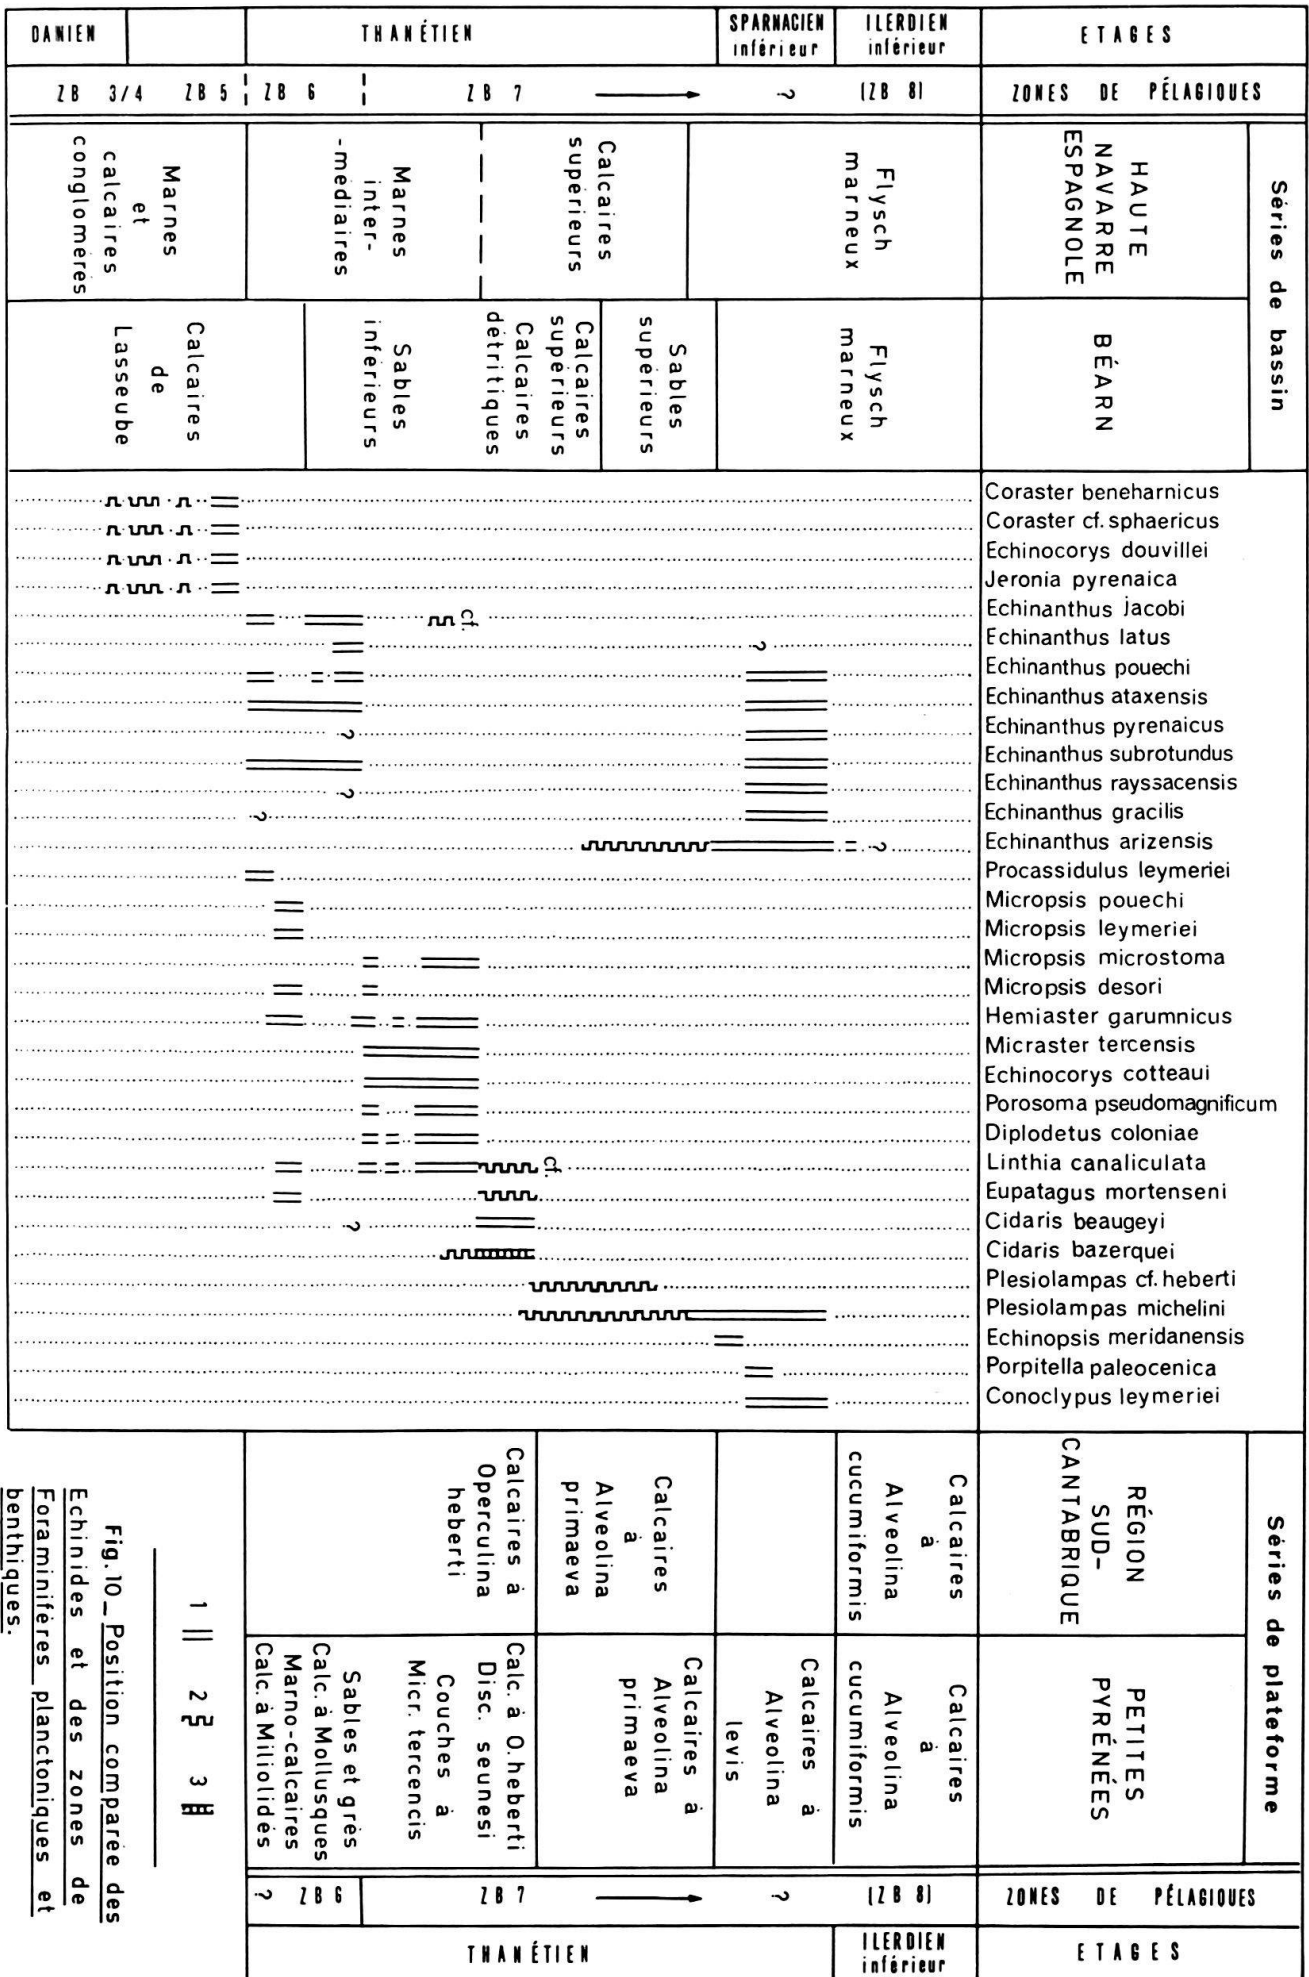 DANIEN
THANÉTIEN
SPARNACIEN
inférieur
ILERDIEN
inférieur
ETAGES
ZB 3/4 ZB 5 ZB 6 ZB 7 ? (ZB 8)
ZONES DE PÉLAGIQUES
Marnes
et
calcaires
conglomérés
Marnes
inter-
-médiaires
Calcaires
supérieurs
Flysch
marneux
HAUTE
NAVARRE
ESPAGNOLE
Séries de bassin
Calcaires
de
Lasseube
Sables
inférieurs
Calcaires
supérieurs
Calcaires
détritiques
Sables
supérieurs
Flysch
marneux
BÉARN
Coraster beneharnicus
Coraster cf. sphaericus
Echinocorys douvillei
Jeronia pyrenaica
cf. Echinanthus jacobi
? Echinanthus latus
Echinanthus pouechi
Echinanthus ataxensis
? Echinanthus pyrenaicus
Echinanthus subrotundus
? Echinanthus rayssacensis
? Echinanthus gracilis
? Echinanthus arizensis
Procassidulus leymeriei
Micropsis pouechi
Micropsis leymeriei
Micropsis microstoma
Micropsis desori
Hemiaster garumnicus
Micraster tercensis
Echinocorys cotteaui
Porosoma pseudomagnificum
Diplodetus coloniae
cf. Linthia canaliculata
Eupatagus mortenseni
? Cidaris beaugeyi
Cidaris bazerquei
Plesiolampas cf. heberti
Plesiolampas michelini
Echinopsis meridanensis
Porpitella paleocenica
Conoclypus leymeriei
Calcaires à
Operculina
heberti
Calcaires
à
Alveolina
primaeva
Calcaires
à
Alveolina
cucumiformis
RÉGION
SUD-
CANTABRIQUE
Séries de plateforme
Sables et grès
Calc. à Mollusques
Marno-calcaires
Calc. à Miliolidés
Calc. à O. heberti
Disc. seunesi
Couches à
Micr. tercencis
Calcaires à
Alveolina
primaeva
Calcaires à
Alveolina
levis
Calcaires
à
Alveolina
cucumiformis
PETITES
PYRÉNÉES
? ZB 6 ZB 7 ? (ZB 8)
ZONES DE PÉLAGIQUES
THANÉTIEN
ILERDIEN
inférieur
ETAGES
1 2 3
Fig. 10 _ Position comparée des
Echinides et des zones de
Foraminifères planctoniques et
benthiques.